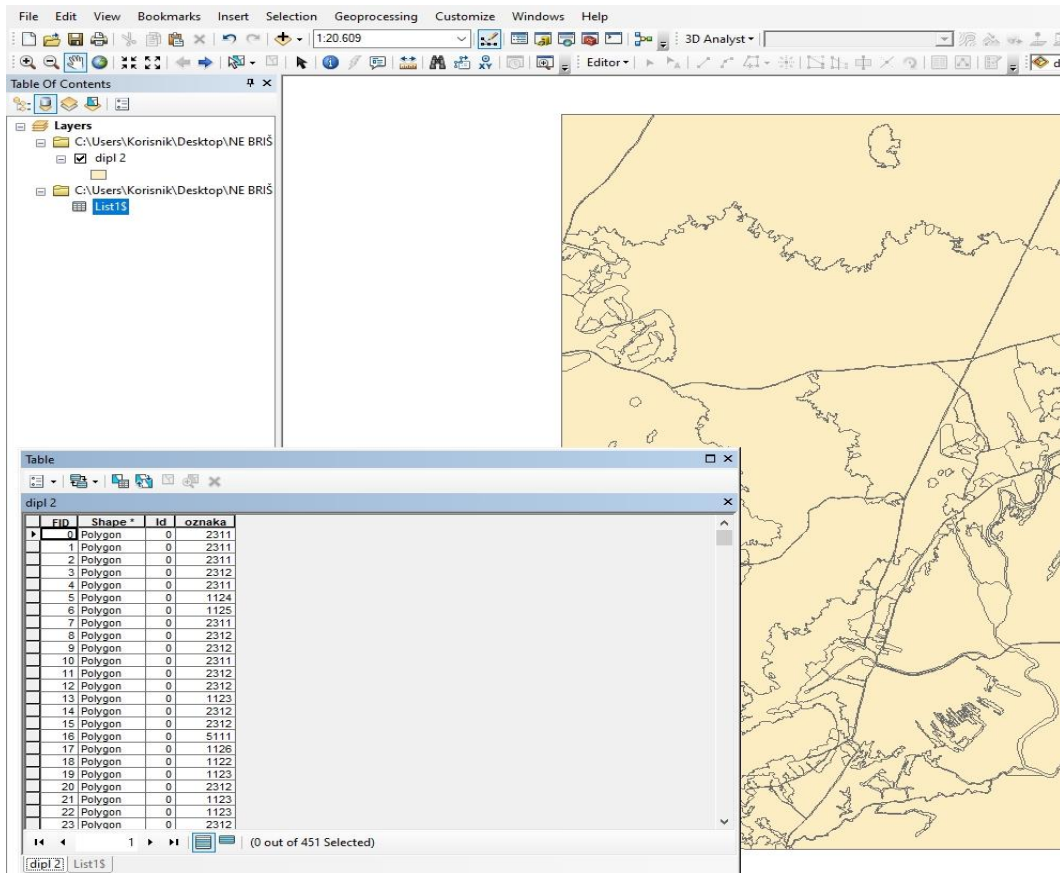 File Edit View Bookmarks Insert Selection Geoprocessing Customize Windows Help
1:20.609 3D Analyst
Editor
Table Of Contents
Layers
C:\Users\Korisnik\Desktop\NE BRIŠ
dipl 2
C:\Users\Korisnik\Desktop\NE BRIŠ
List1$
Table
dipl 2
FID Shape * Id oznaka
0 Polygon 0 2311
1 Polygon 0 2311
2 Polygon 0 2311
3 Polygon 0 2312
4 Polygon 0 2311
5 Polygon 0 1124
6 Polygon 0 1125
7 Polygon 0 2311
8 Polygon 0 2312
9 Polygon 0 2312
10 Polygon 0 2311
11 Polygon 0 2312
12 Polygon 0 2312
13 Polygon 0 1123
14 Polygon 0 2312
15 Polygon 0 2312
16 Polygon 0 5111
17 Polygon 0 1126
18 Polygon 0 1122
19 Polygon 0 1123
20 Polygon 0 2312
21 Polygon 0 1123
22 Polygon 0 1123
23 Polygon 0 2312
1 (0 out of 451 Selected)
dipl 2 List1$